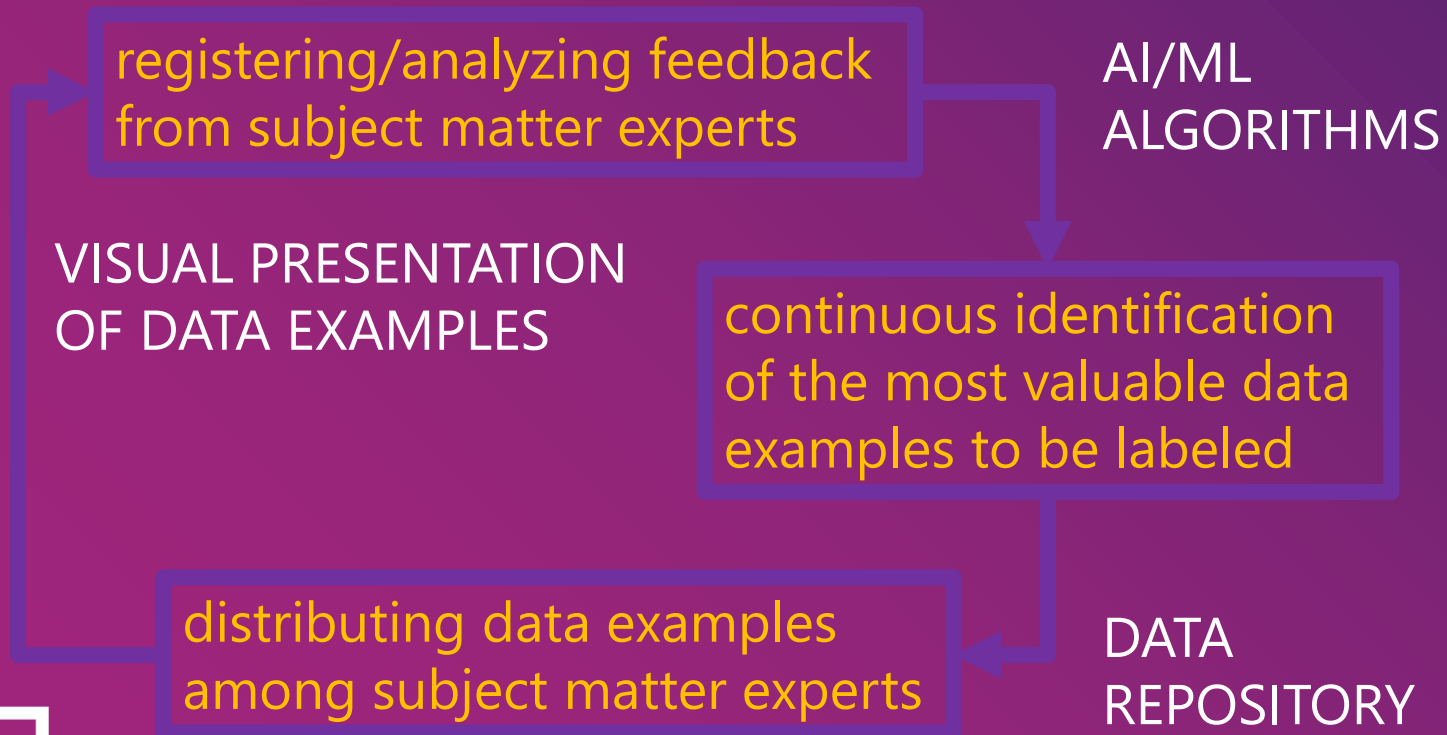 registering/analyzing feedback
from subject matter experts
AI/ML
ALGORITHMS
VISUAL PRESENTATION
OF DATA EXAMPLES
continuous identification
of the most valuable data
examples to be labeled
distributing data examples
among subject matter experts
DATA
REPOSITORY